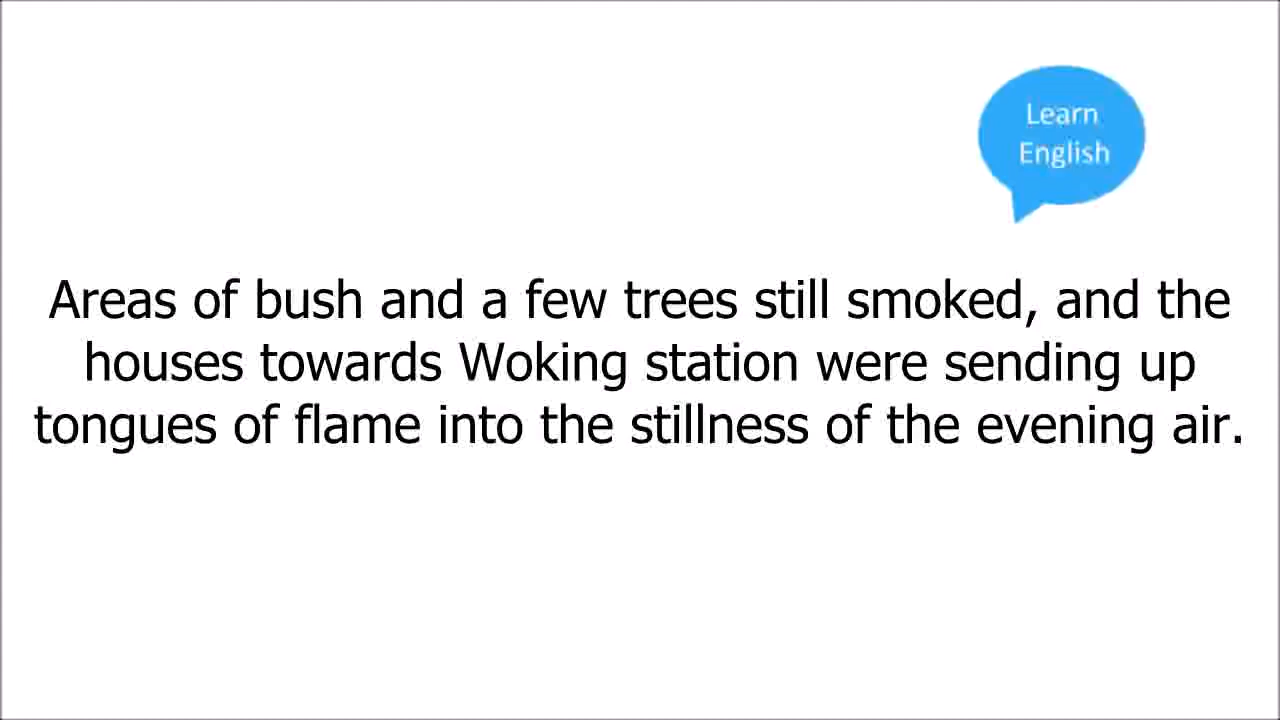 Learn
English
Areas of bush and a few trees still smoked, and the
houses towards Woking station were sending up
tongues of flame into the stillness of the evening air.